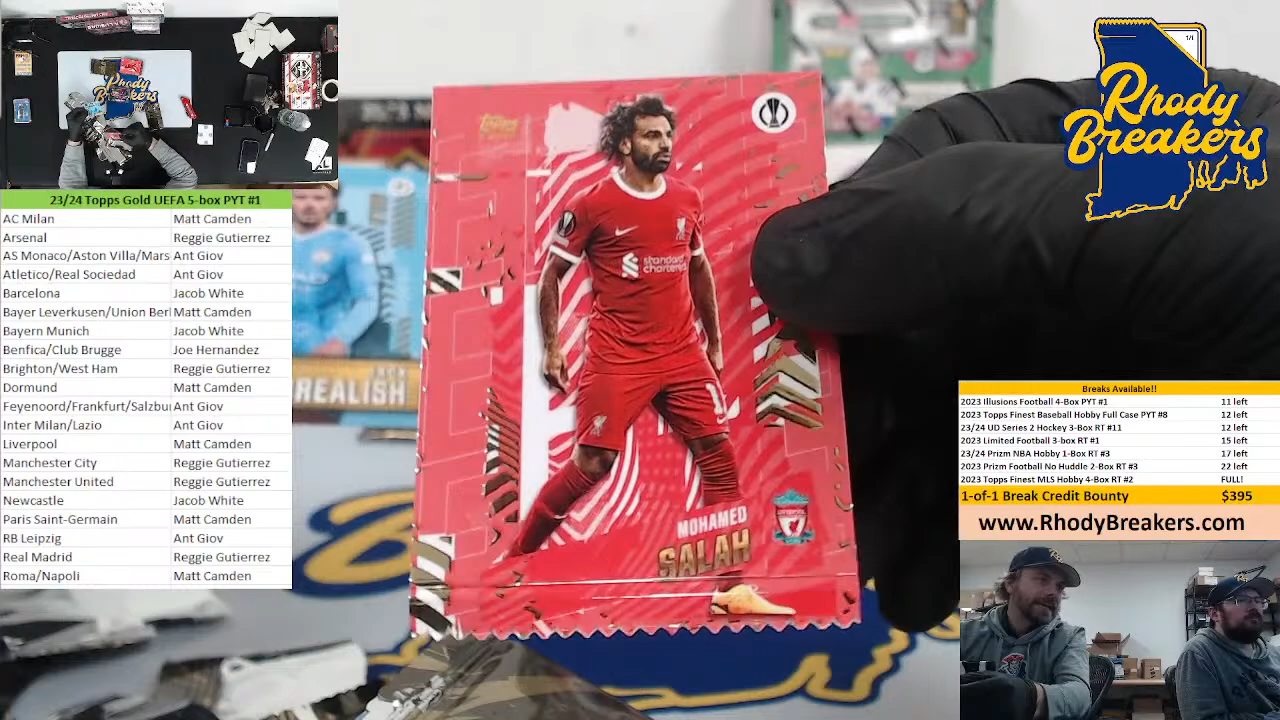 Rhody
Breakers
23/24 Topps Gold UEFA 5-box PYT #1
AC Milan Matt Camden
Arsenal Reggie Gutierrez
AS Monaco/Aston Villa/Mars Ant Giov
Atletico/Real Sociedad Ant Giov
Barcelona Jacob White
Bayer Leverkusen/Union Berl Matt Camden
Bayern Munich Jacob White
Benfica/Club Brugge Joe Hernandez
Brighton/West Ham Reggie Gutierrez
Dormund Matt Camden
Feyenoord/Frankfurt/Salzbu Ant Giov
Inter Milan/Lazio Ant Giov
Liverpool Matt Camden
Manchester City Reggie Gutierrez
Manchester United Reggie Gutierrez
Newcastle Jacob White
Paris Saint-Germain Matt Camden
RB Leipzig Ant Giov
Real Madrid Reggie Gutierrez
Roma/Napoli Matt Camden
REALISH
Topps
standard
chartered
MOHAMED
SALAH
1/1
Rhody
Breakers
Breaks Available!!
2023 Illusions Football 4-Box PYT #1 11 left
2023 Topps Finest Baseball Hobby Full Case PYT #8 12 left
23/24 UD Series 2 Hockey 3-Box RT #11 12 left
2023 Limited Football 3-box RT #1 15 left
23/24 Prizm NBA Hobby 1-Box RT #3 17 left
2023 Prizm Football No Huddle 2-Box RT #3 22 left
2023 Topps Finest MLS Hobby 4-Box RT #2 FULL!
1-of-1 Break Credit Bounty $395
www.RhodyBreakers.com